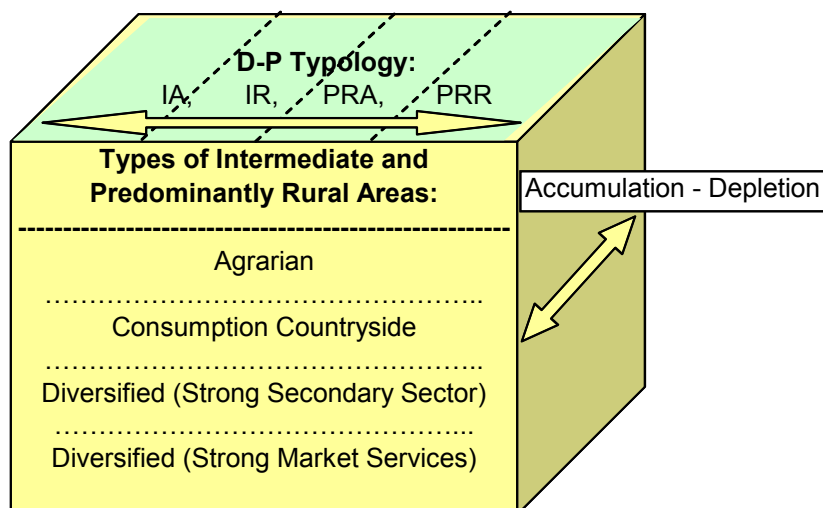 D-P Typology:
IA, IR, PRA, PRR
Types of Intermediate and
Predominantly Rural Areas:
Accumulation - Depletion
-------------------------------------------------------
Agrarian
……………………………………………..
Consumption Countryside
……………………………………………..
Diversified (Strong Secondary Sector)
………………………………………...
Diversified (Strong Market Services)